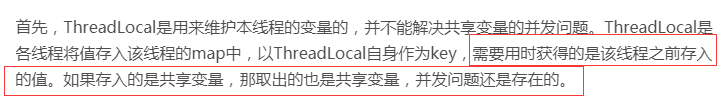 首先，ThreadLocal是用来维护本线程的变量的，并不能解决共享变量的并发问题。ThreadLocal是
各线程将值存入该线程的map中，以ThreadLocal自身作为key，需要用时获得的是该线程之前存入
的值。如果存入的是共享变量，那取出的也是共享变量，并发问题还是存在的。